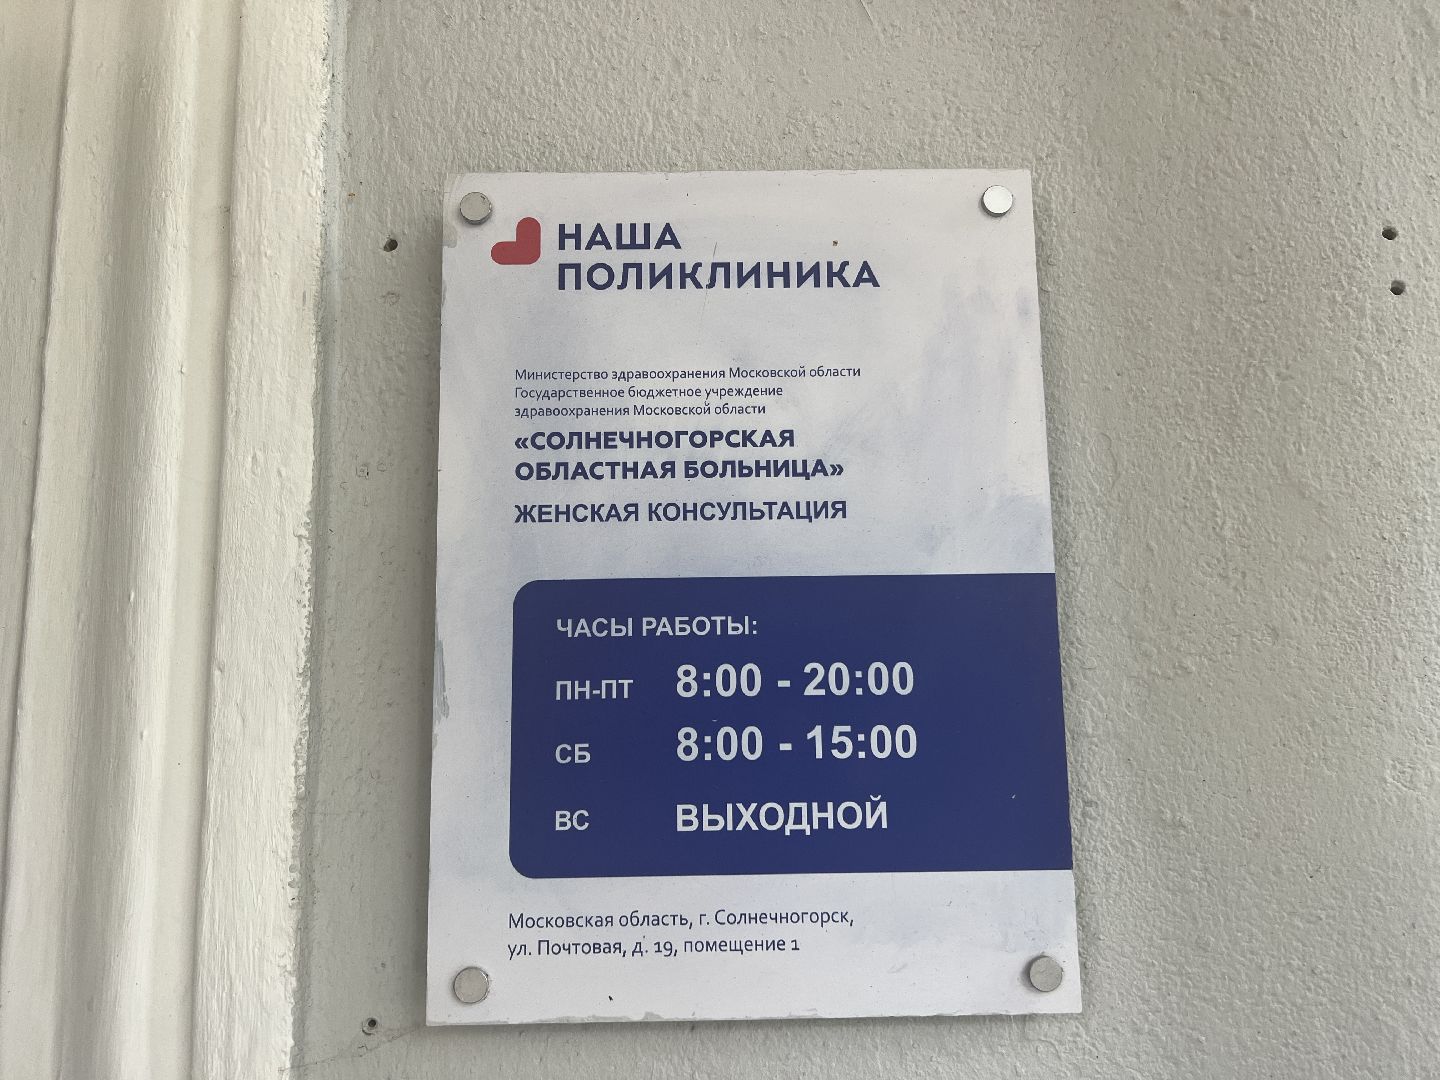 НАША
ПОЛИКЛИНИКА
Министерство здравоохранения Московской области
Государственное бюджетное учреждение
здравоохранения Московской области
«СОЛНЕЧНОГОРСКАЯ
ОБЛАСТНАЯ БОЛЬНИЦА»
ЖЕНСКАЯ КОНСУЛЬТАЦИЯ
ЧАСЫ РАБОТЫ:
ПН-ПТ 8:00 - 20:00
СБ 8:00 - 15:00
ВС ВЫХОДНОЙ
Московская область, г. Солнечногорск,
ул. Почтовая, д. 19, помещение 1